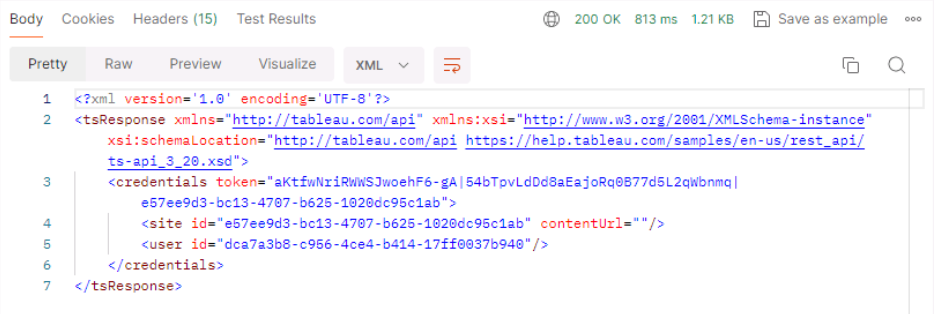 Body Cookies Headers (15) Test Results 200 OK 813 ms 1.21 KB Save as example
Pretty Raw Preview Visualize XML
1 <?xml version='1.0' encoding='UTF-8'?>
2 <tsResponse xmlns="http://tableau.com/api" xmlns:xsi="http://www.w3.org/2001/XMLSchema-instance"
xsi:schemaLocation="http://tableau.com/api https://help.tableau.com/samples/en-us/rest_api/
ts-api_3_20.xsd">
3 <credentials token="aKtfwNriRWWSJwoehF6-gA|54bTpvLdDd8aEajoRq0B77d5L2qWbnmq|
e57ee9d3-bc13-4707-b625-1020dc95c1ab">
4 <site id="e57ee9d3-bc13-4707-b625-1020dc95c1ab" contentUrl=""/>
5 <user id="dca7a3b8-c956-4ce4-b414-17ff0037b940"/>
6 </credentials>
7 </tsResponse>